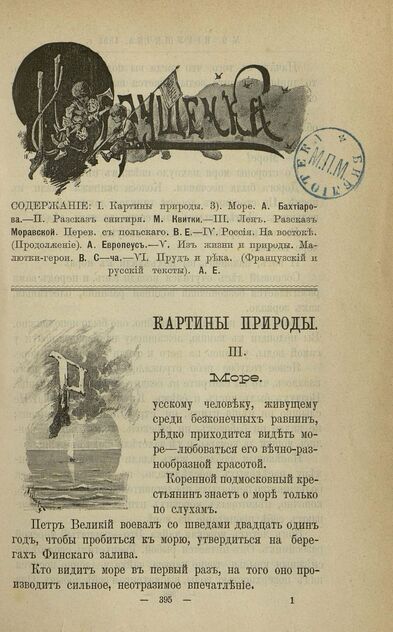 Игрушечка
БИБЛІОТЕКА
М.П.М.
СОДЕРЖАНІЕ: I. Картины природы. 3). Море. А. Бахтіаро-
ва.—II. Разсказъ снигиря. М. Квитки.—III. Ленъ. Разсказъ
Моравской. Перев. съ польскаго. В. Е.—IV. Россія. На востокѣ.
(Продолженіе). А. Европеусъ.—V. Изъ жизни и природы. Ма-
лютки-герои. В. С—ча.—VI. Прудъ и рѣка. (Французскій и
русскій тексты). А. Е.
КАРТИНЫ ПРИРОДЫ.
III.
Море.
Русскому человѣку, живущему
среди безконечныхъ равнинъ,
рѣдко приходится видѣть мо-
ре—любоваться его вѣчно-раз-
нообразной красотой.
Коренной подмосковный кре-
стьянинъ знаетъ о морѣ только
по слухамъ.
Петръ Великій воевалъ со шведами двадцать одинъ
годъ, чтобы пробиться къ морю, утвердиться на бере-
гахъ Финскаго залива.
Кто видитъ море въ первый разъ, на того оно про-
изводитъ сильное, неотразимое впечатлѣніе.
— 395 — 1